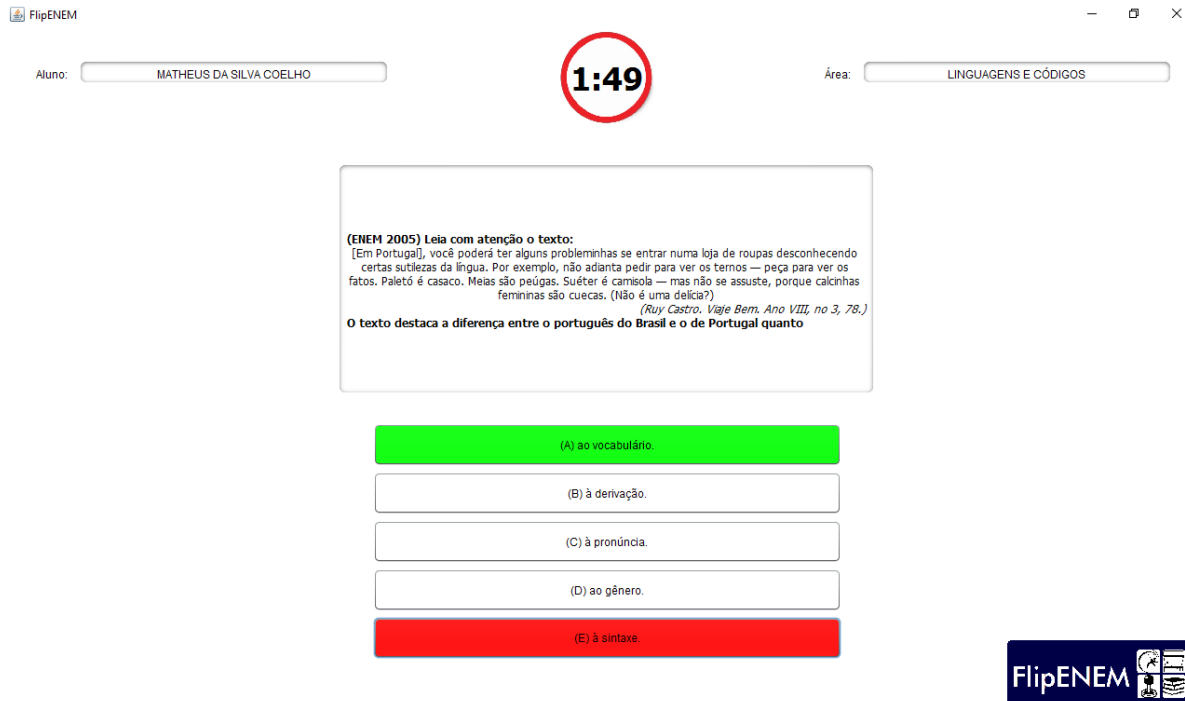 FlipENEM
Aluno: MATHEUS DA SILVA COELHO
1:49
Área: LINGUAGENS E CÓDIGOS
(ENEM 2005) Leia com atenção o texto:
[Em Portugal], você poderá ter alguns probleminhas se entrar numa loja de roupas desconhecendo
certas sutilezas da língua. Por exemplo, não adianta pedir para ver os ternos — peça para ver os
fatos. Paletó é casaco. Meias são peúgas. Suéter é camisola — mas não se assuste, porque calcinhas
femininas são cuecas. (Não é uma delícia?)
(Ruy Castro. Viaje Bem. Ano VIII, no 3, 78.)
O texto destaca a diferença entre o português do Brasil e o de Portugal quanto
(A) ao vocabulário.
(B) à derivação.
(C) à pronúncia.
(D) ao gênero.
(E) à sintaxe.
FlipENEM